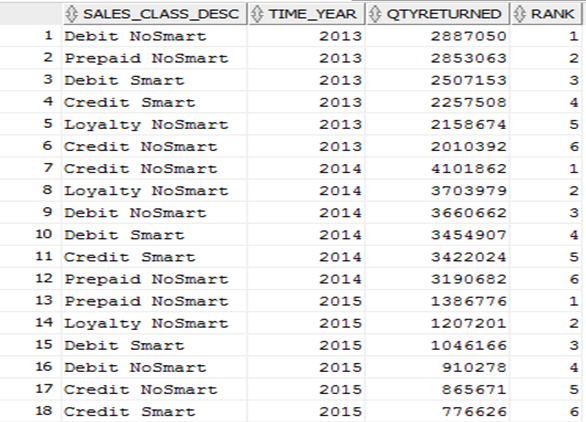 SALES_CLASS_DESC TIME_YEAR QTYRETURNED RANK
1 Debit NoSmart 2013 2887050 1
2 Prepaid NoSmart 2013 2853063 2
3 Debit Smart 2013 2507153 3
4 Credit Smart 2013 2257508 4
5 Loyalty NoSmart 2013 2158674 5
6 Credit NoSmart 2013 2010392 6
7 Credit NoSmart 2014 4101862 1
8 Loyalty NoSmart 2014 3703979 2
9 Debit NoSmart 2014 3660662 3
10 Debit Smart 2014 3454907 4
11 Credit Smart 2014 3422024 5
12 Prepaid NoSmart 2014 3190682 6
13 Prepaid NoSmart 2015 1386776 1
14 Loyalty NoSmart 2015 1207201 2
15 Debit Smart 2015 1046166 3
16 Debit NoSmart 2015 910278 4
17 Credit NoSmart 2015 865671 5
18 Credit Smart 2015 776626 6